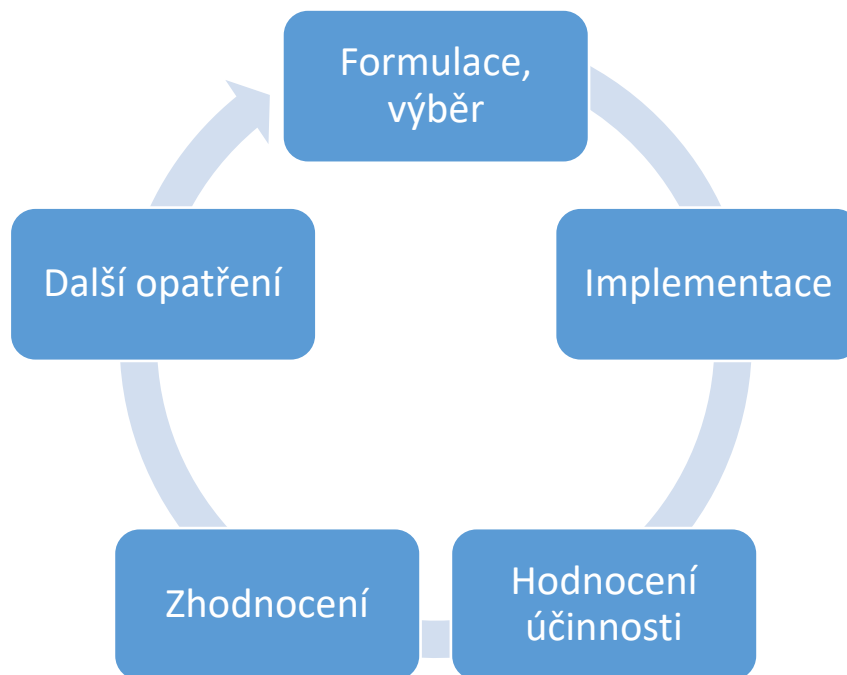 Formulace,
výběr
Implementace
Hodnocení
účinnosti
Zhodnocení
Další opatření